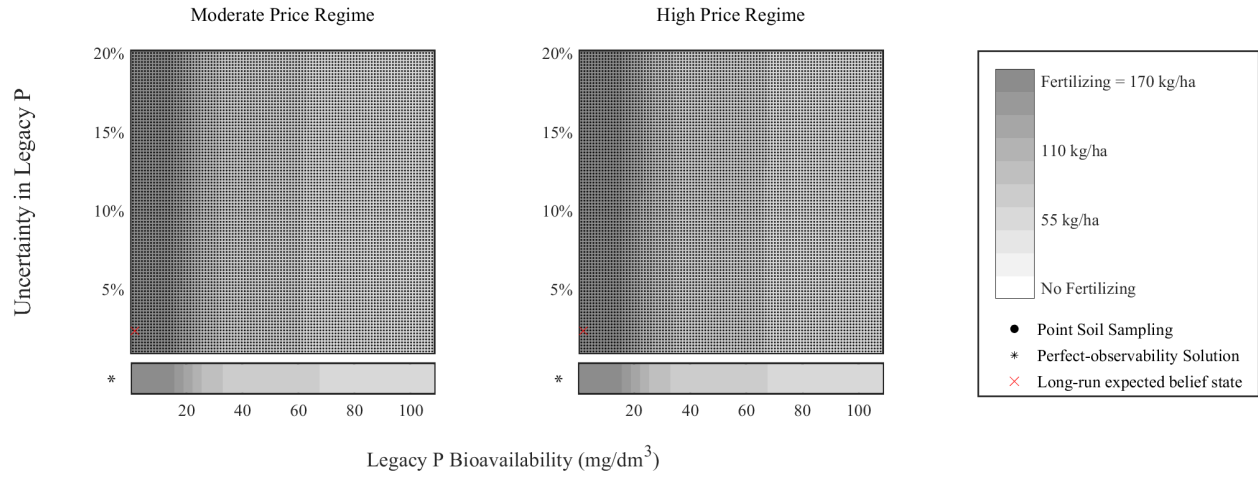 Moderate Price Regime
High Price Regime
Uncertainty in Legacy P
20%
15%
10%
5%
*
20 40 60 80 100
20%
15%
10%
5%
*
20 40 60 80 100
Legacy P Bioavailability (mg/dm³)
Fertilizing = 170 kg/ha
110 kg/ha
55 kg/ha
No Fertilizing
Point Soil Sampling
* Perfect-observability Solution
Long-run expected belief state